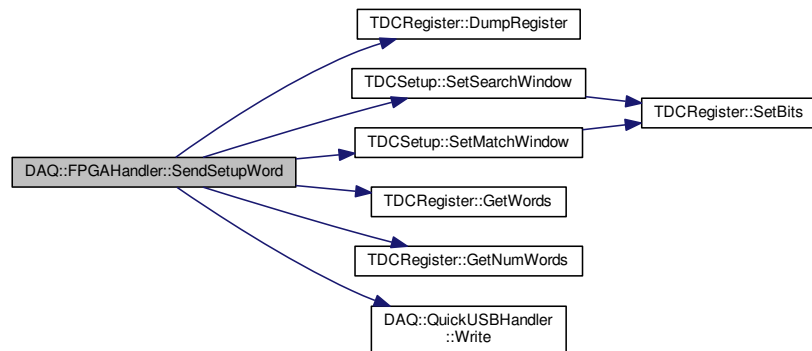 TDCRegister::DumpRegister
TDCSetup::SetSearchWindow
TDCRegister::SetBits
TDCSetup::SetMatchWindow
DAQ::FPGAHandler::SendSetupWord
TDCRegister::GetWords
TDCRegister::GetNumWords
DAQ::QuickUSBHandler
::Write